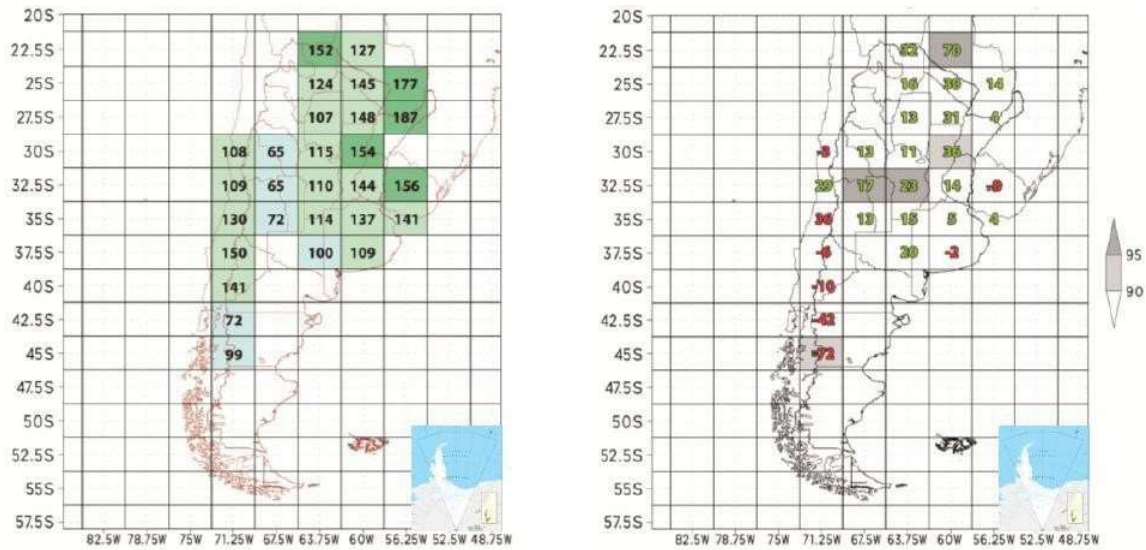 20S
22.5S 152 127
25S 124 145 177
27.5S 107 148 187
30S 108 65 115 154
32.5S 109 65 110 144 156
35S 130 72 114 137 141
37.5S 150 100 109
40S 141
42.5S 72
45S 99
47.5S
50S
52.5S
55S
57.5S
82.5W 78.75W 75W 71.25W 67.5W 63.75W 60W 56.25W 52.5W 48.75W
20S
22.5S 52 70
25S 16 39 14
27.5S 13 31 4
30S -3 13 11 36
32.5S 29 17 23 14 -9
35S 36 13 15 5 4
37.5S -6 20 -2
40S -10
42.5S -42
45S -72
47.5S
50S
52.5S
55S
57.5S
82.5W 78.75W 75W 71.25W 67.5W 63.75W 60W 56.25W 52.5W 48.75W
95
90